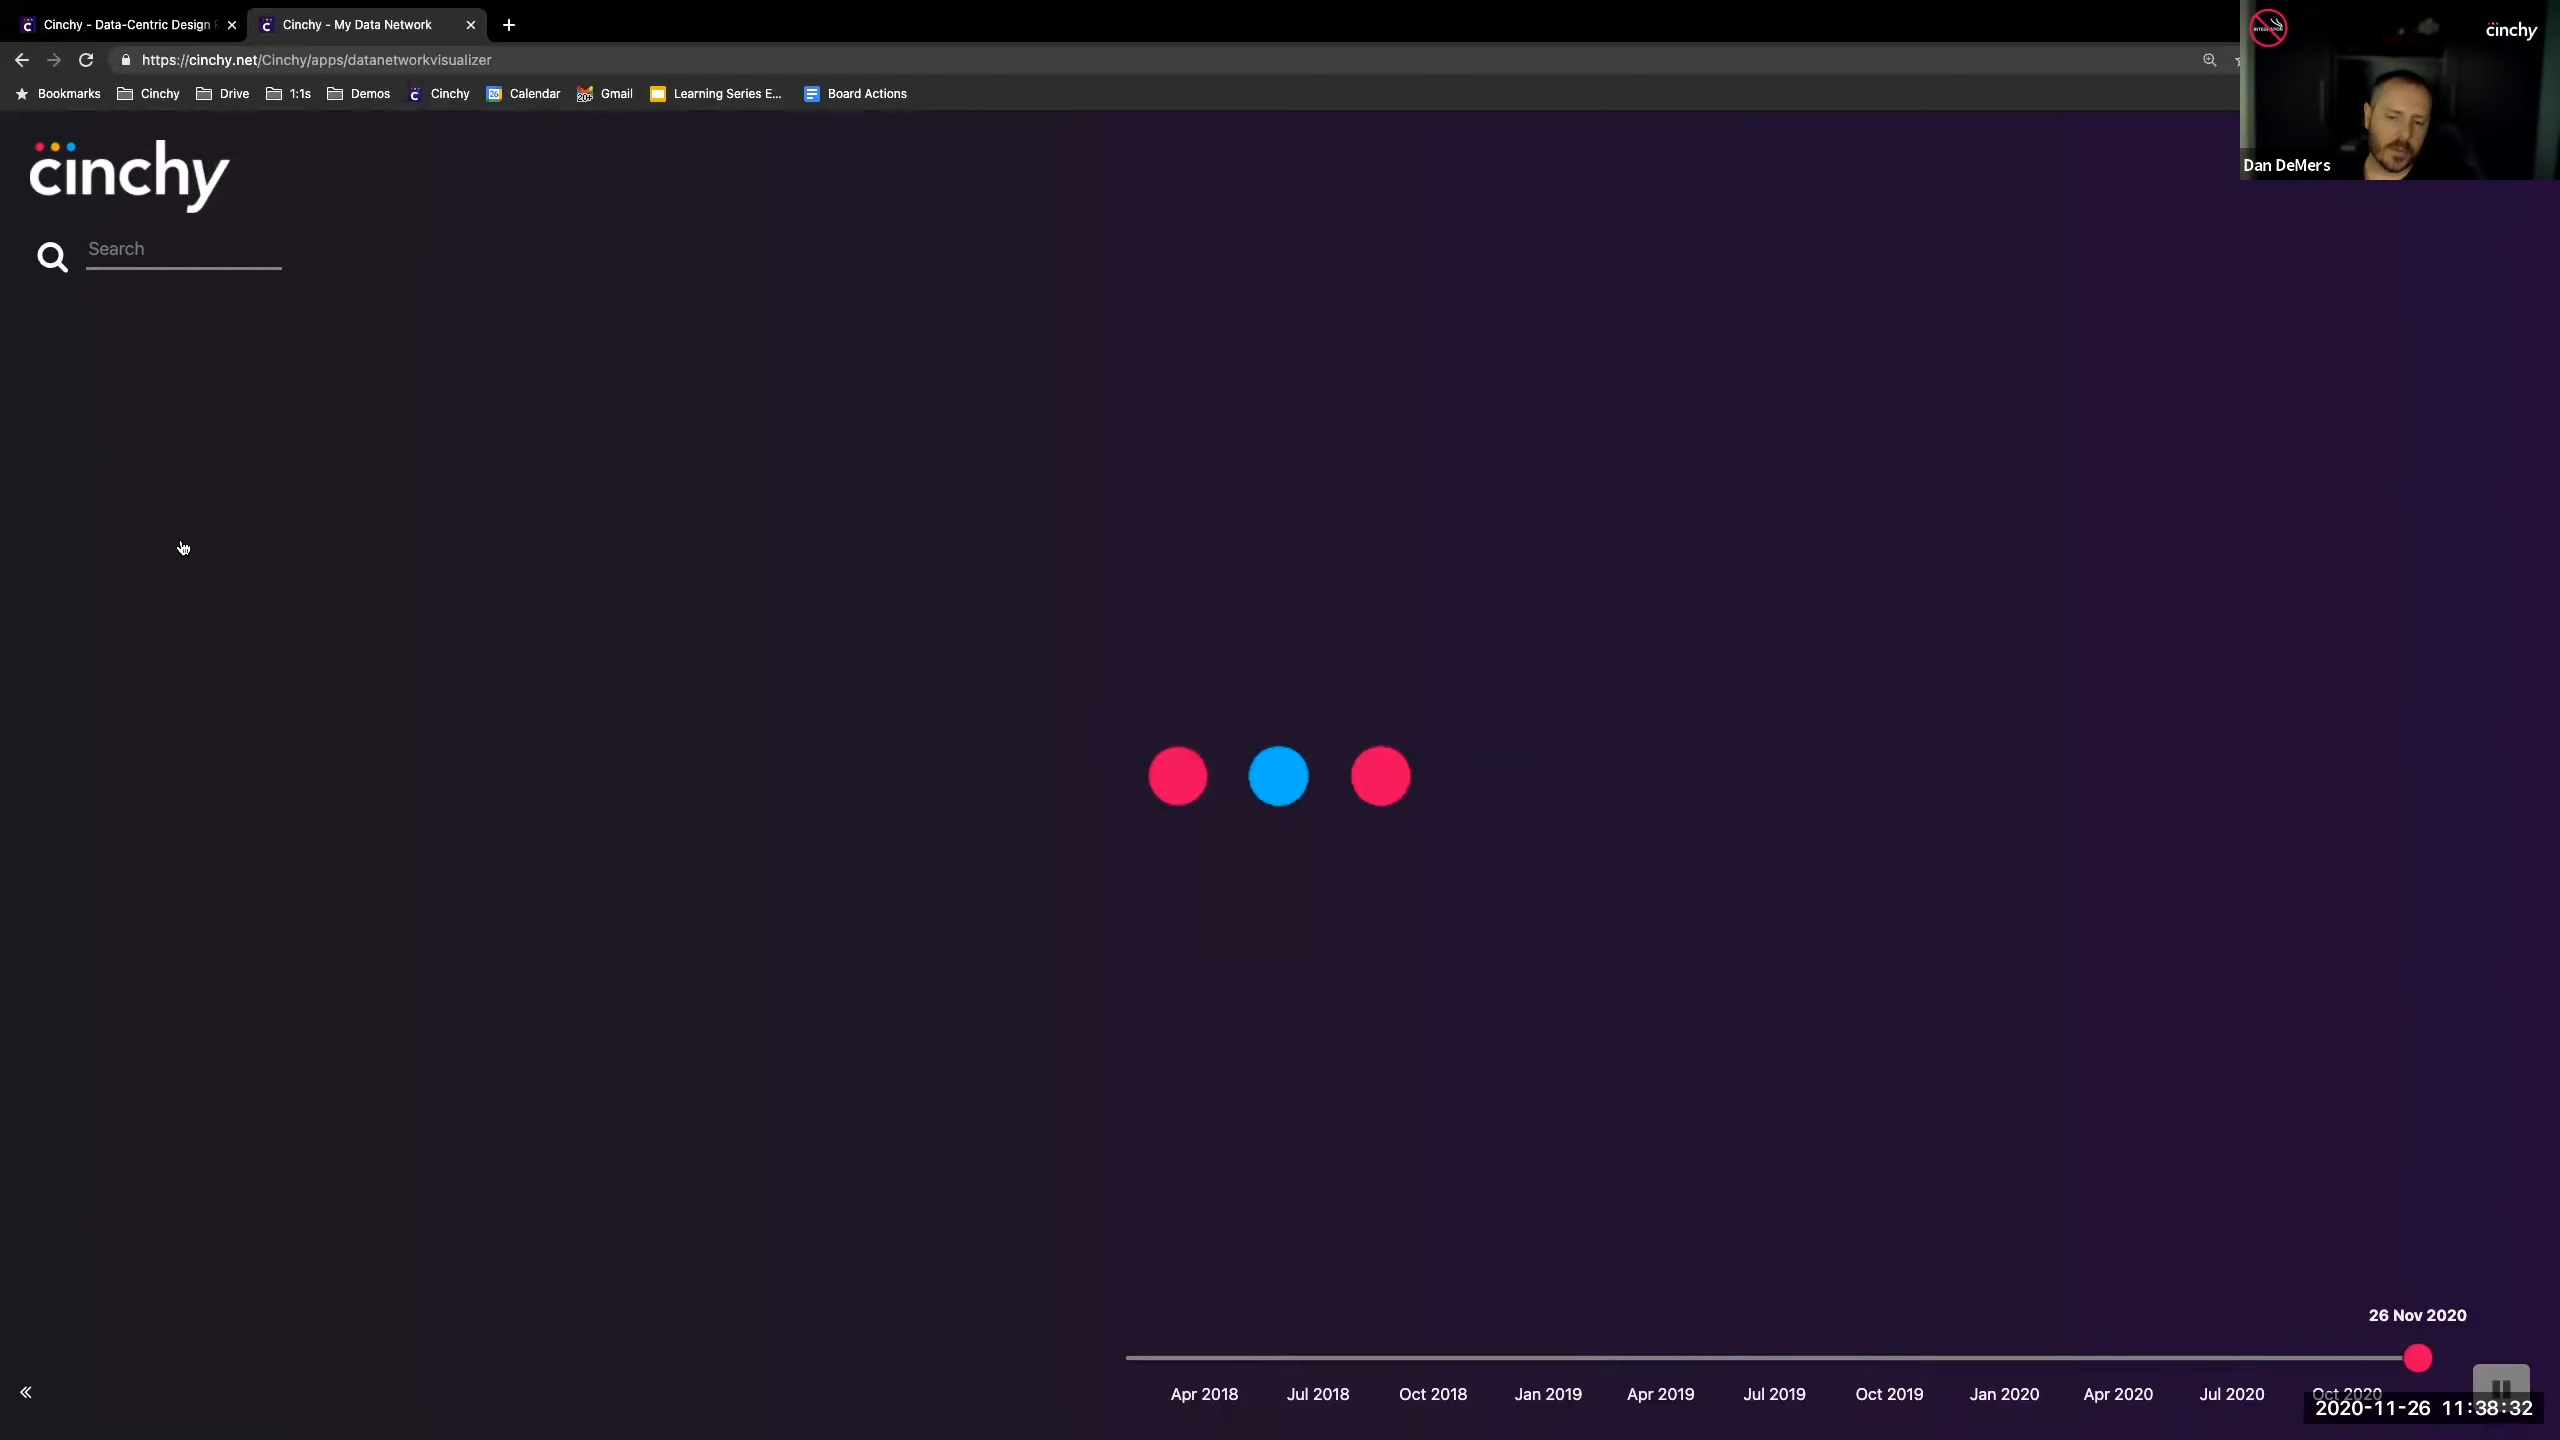 Cinchy - Data-Centric Design
Cinchy - My Data Network
https://cinchy.net/Cinchy/apps/datanetworkvisualizer
Bookmarks Cinchy Drive 1:1s Demos Cinchy Calendar Gmail Learning Series E... Board Actions
cinchy
Dan DeMers
cinchy
Search
26 Nov 2020
Apr 2018 Jul 2018 Oct 2018 Jan 2019 Apr 2019 Jul 2019 Oct 2019 Jan 2020 Apr 2020 Jul 2020 Oct 2020
2020-11-26 11:38:32